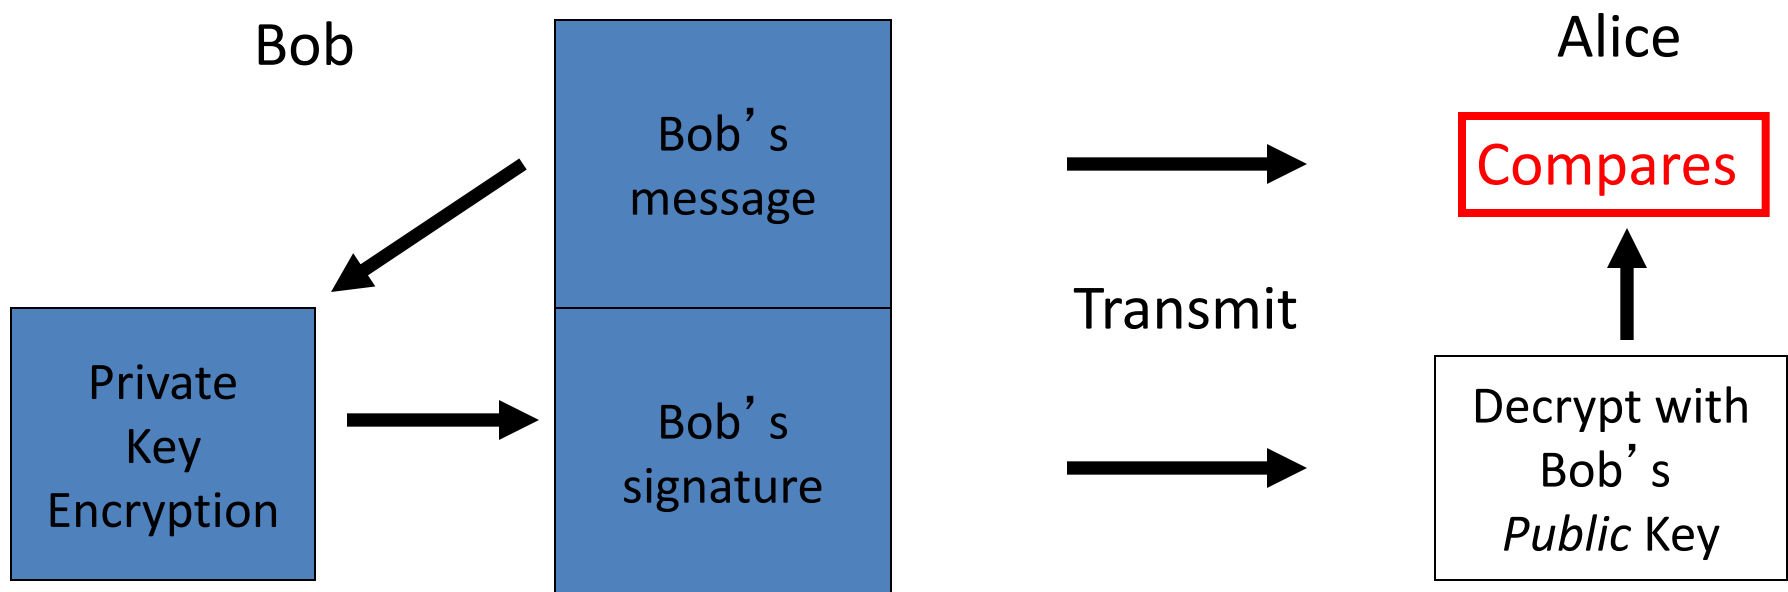 Bob
Bob’s
message
Private
Key
Encryption
Bob’s
signature
Transmit
Alice
Compares
Decrypt with
Bob’s
Public Key